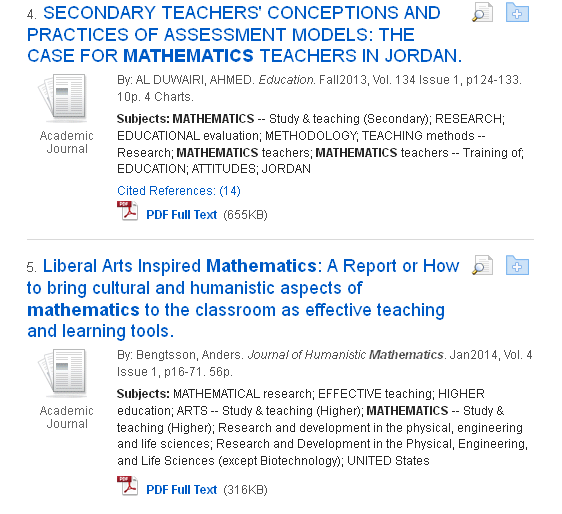 4. SECONDARY TEACHERS' CONCEPTIONS AND
PRACTICES OF ASSESSMENT MODELS: THE
CASE FOR MATHEMATICS TEACHERS IN JORDAN.
By: AL DUWAIRI, AHMED. Education. Fall2013, Vol. 134 Issue 1, p124-133.
10p. 4 Charts.
Academic
Journal
Subjects: MATHEMATICS -- Study & teaching (Secondary); RESEARCH;
EDUCATIONAL evaluation; METHODOLOGY; TEACHING methods --
Research; MATHEMATICS teachers; MATHEMATICS teachers -- Training of;
EDUCATION; ATTITUDES; JORDAN
Cited References: (14)
PDF Full Text (655KB)
5. Liberal Arts Inspired Mathematics: A Report or How
to bring cultural and humanistic aspects of
mathematics to the classroom as effective teaching
and learning tools.
By: Bengtsson, Anders. Journal of Humanistic Mathematics. Jan2014, Vol. 4
Issue 1, p16-71. 56p.
Academic
Journal
Subjects: MATHEMATICAL research; EFFECTIVE teaching; HIGHER
education; ARTS -- Study & teaching (Higher); MATHEMATICS -- Study &
teaching (Higher); Research and development in the physical, engineering
and life sciences; Research and Development in the Physical, Engineering,
and Life Sciences (except Biotechnology); UNITED States
PDF Full Text (316KB)